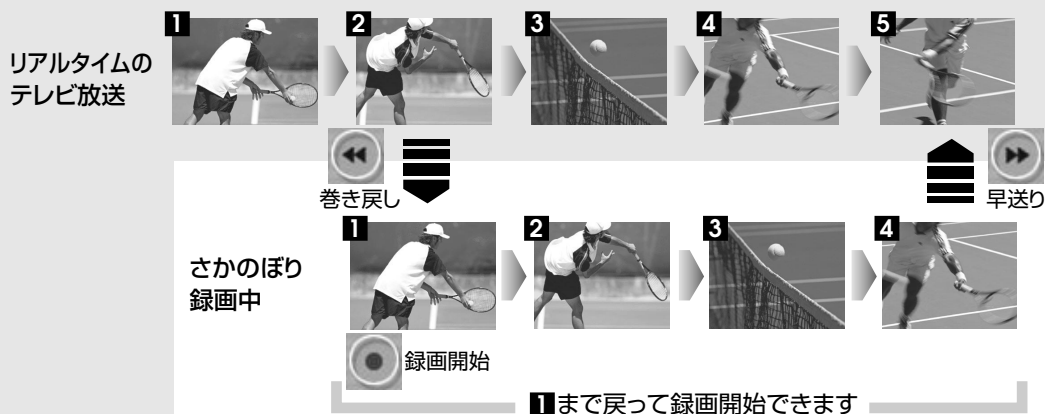 1 2 3 4 5
リアルタイムの
テレビ放送
巻き戻し
早送り
1 2 3 4
さかのぼり
録画中
録画開始
1まで戻って録画開始できます